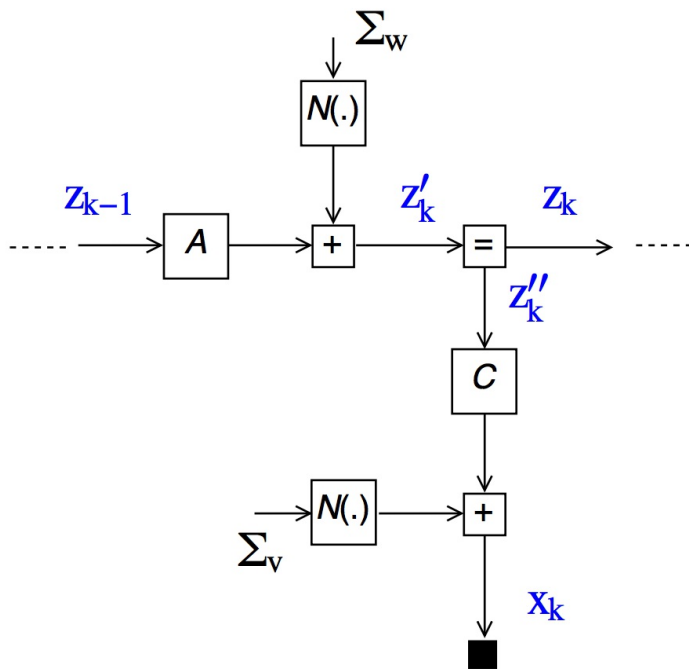 Σw
N(.)
zk−1 z′k zk
A + =
z″k
C
N(.) +
Σv
xk